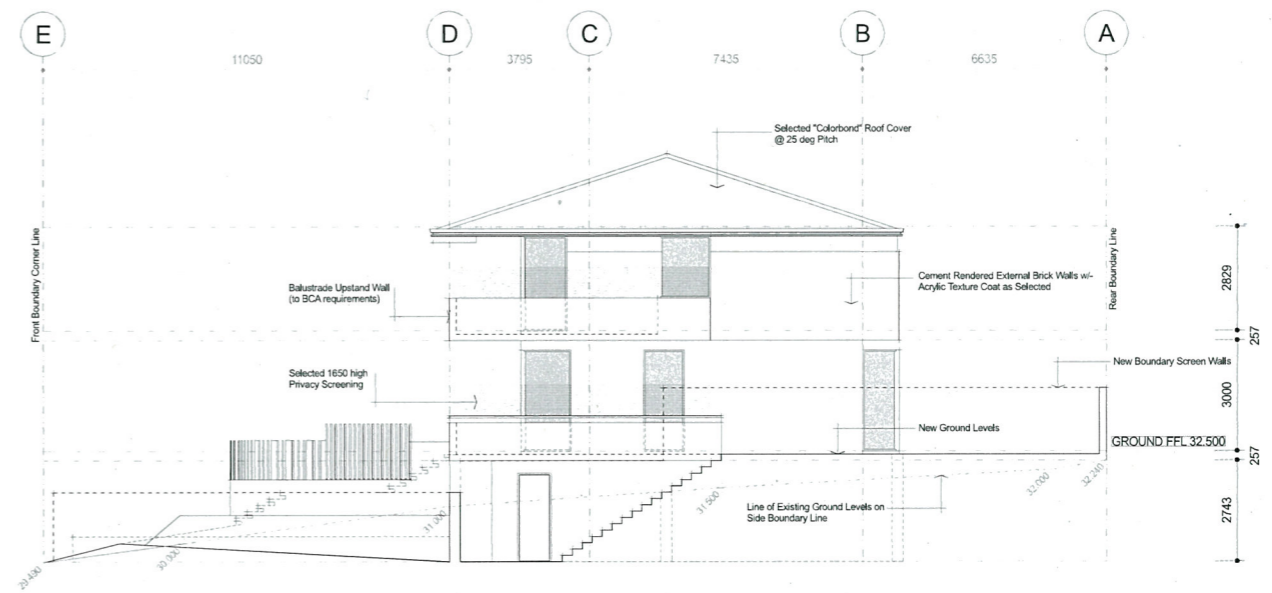 E
D
C
B
A
11050
3795
7435
6635
Selected "Colorbond" Roof Cover
@ 25 deg Pitch
Front Boundary Corner Line
Rear Boundary Line
Balustrade Upstand Wall
(to BCA requirements)
Cement Rendered External Brick Walls w/-
Acrylic Texture Coat as Selected
2829
257
Selected 1650 high
Privacy Screening
New Boundary Screen Walls
3000
New Ground Levels
GROUND FFL 32.500
257
Line of Existing Ground Levels on
Side Boundary Line
2743
29.490
30.000
31.000
31.500
32.000
32.240